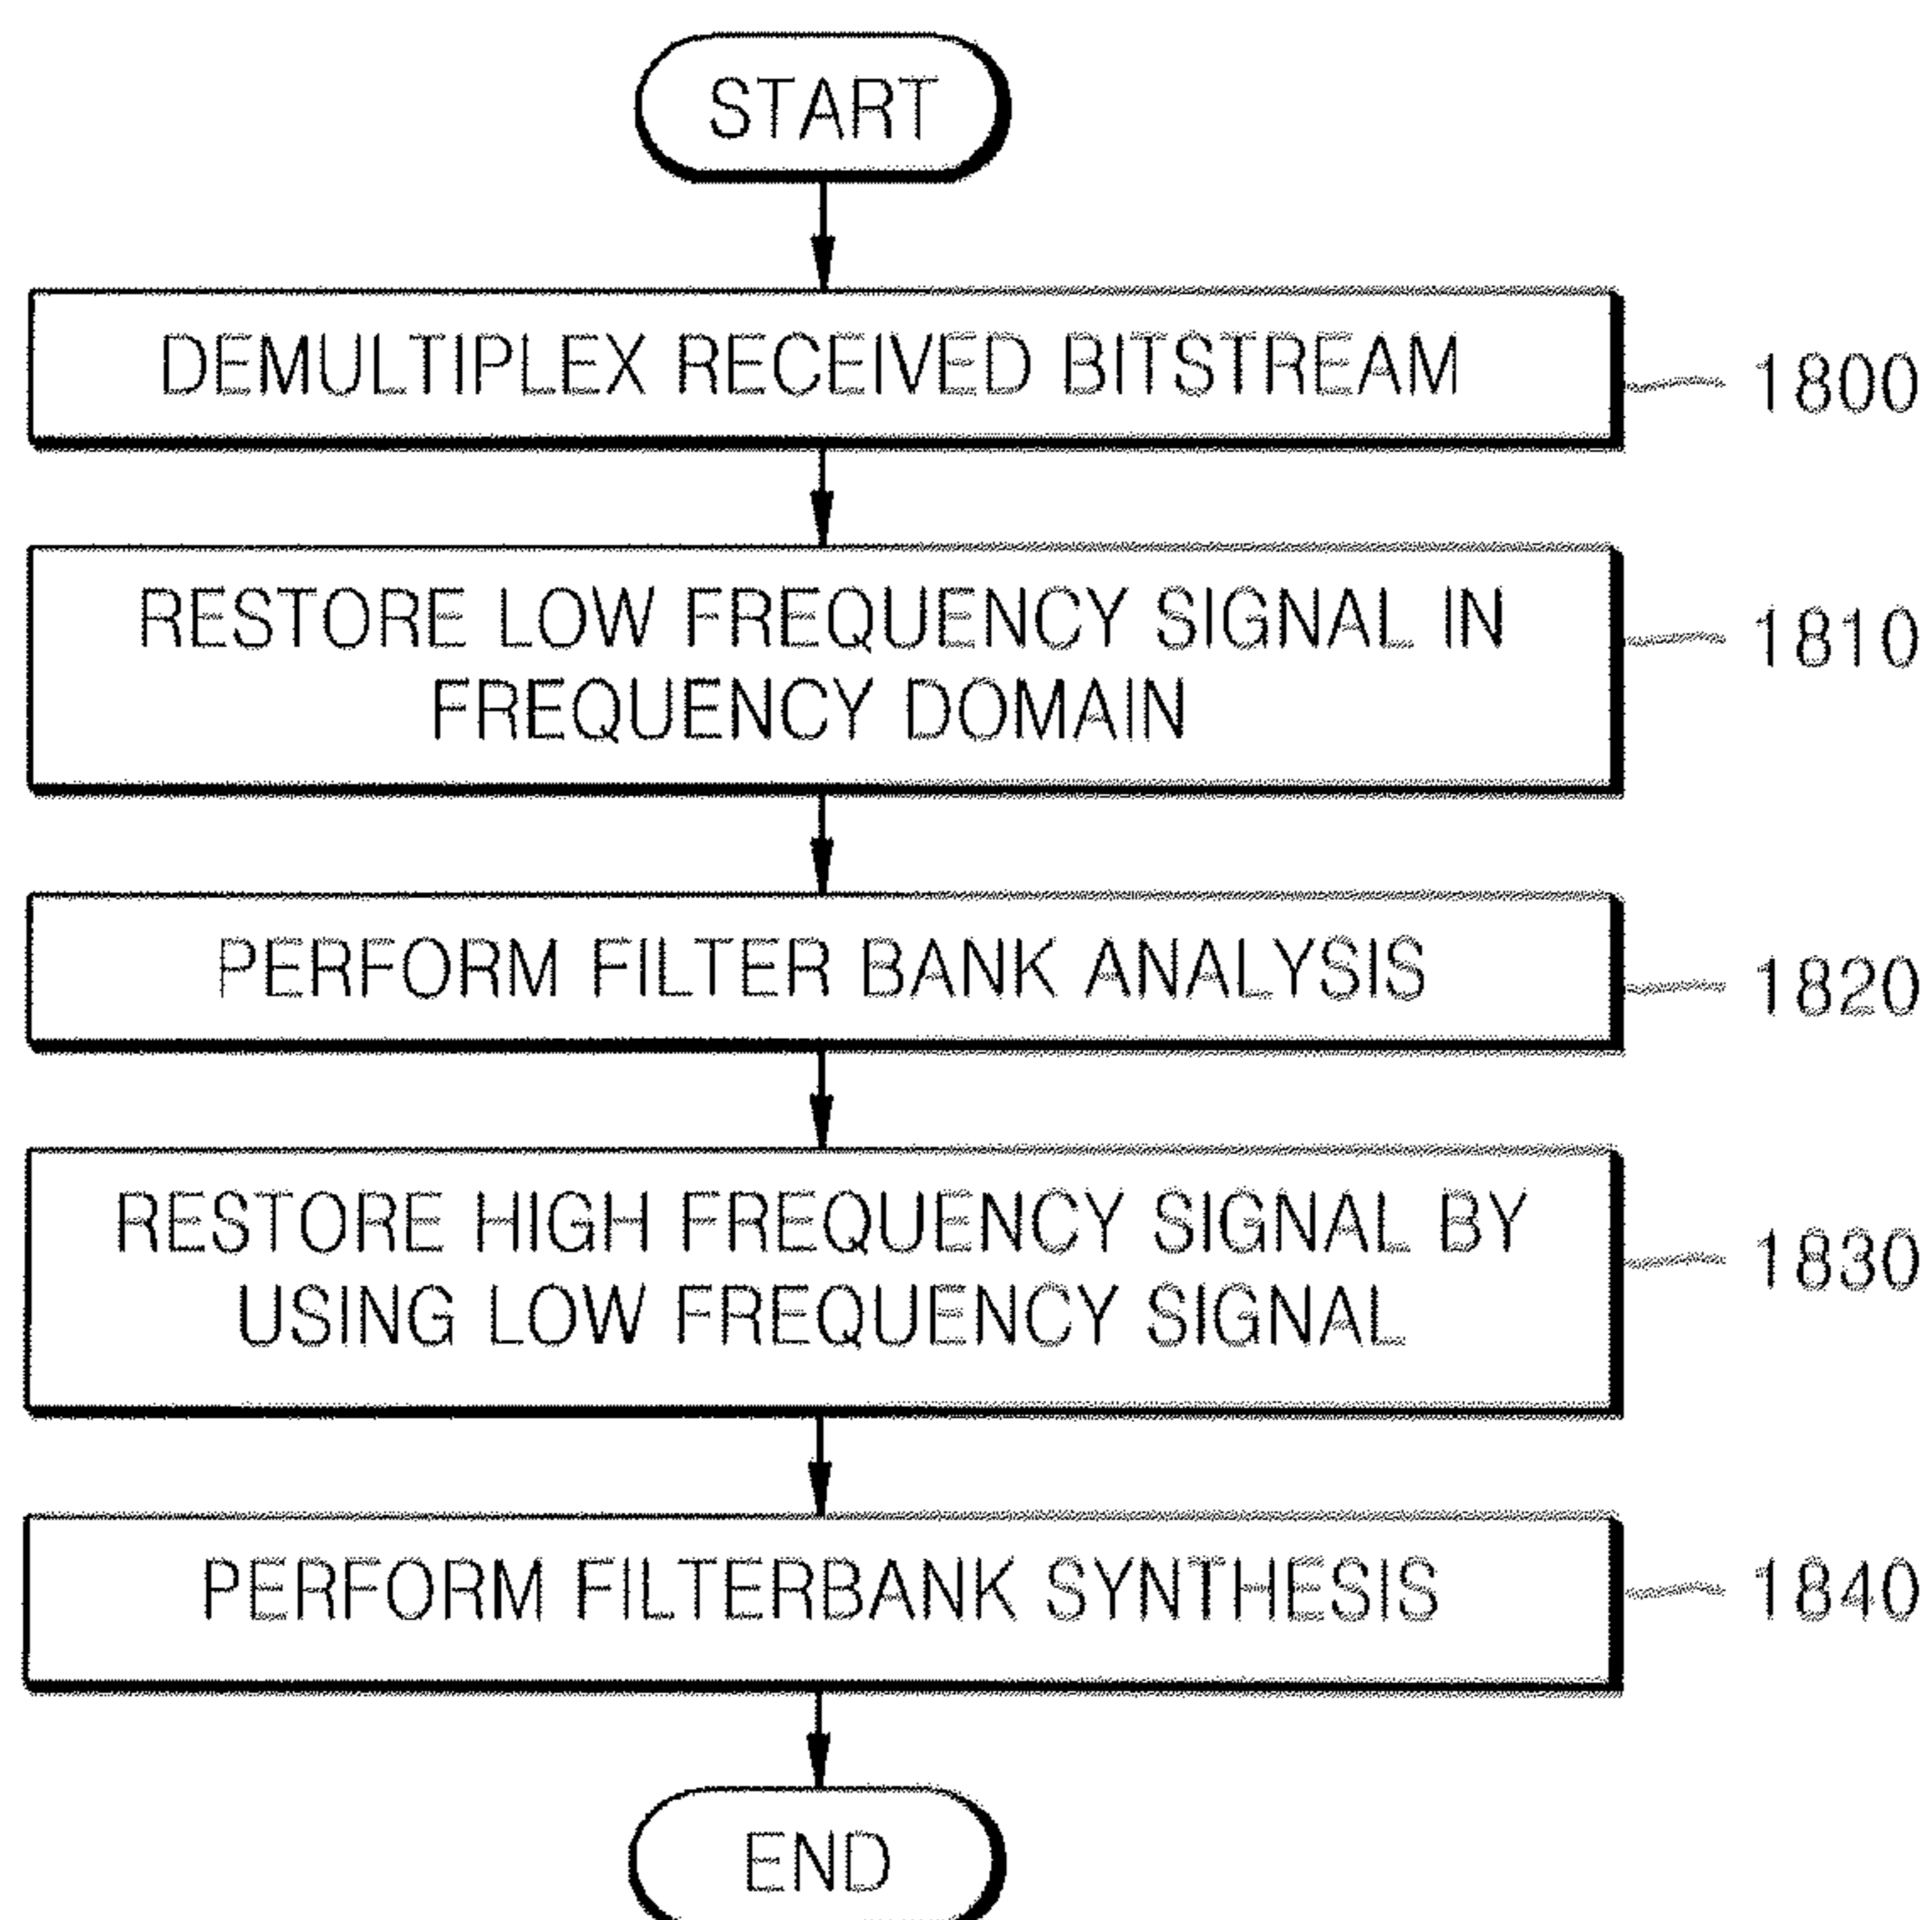 START
DEMULTIPLEX RECEIVED BITSTREAM
1800
RESTORE LOW FREQUENCY SIGNAL IN
FREQUENCY DOMAIN
1810
PERFORM FILTER BANK ANALYSIS
1820
RESTORE HIGH FREQUENCY SIGNAL BY
USING LOW FREQUENCY SIGNAL
1830
PERFORM FILTERBANK SYNTHESIS
1840
END